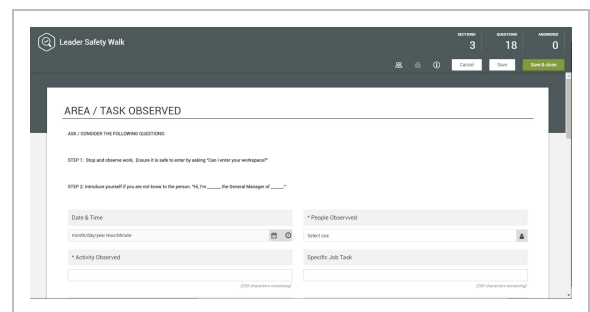 Leader Safety Walk
SECTIONS QUESTIONS ANSWERED
3 18 0
Cancel Save Save & close
AREA / TASK OBSERVED
ASK / CONSIDER THE FOLLOWING QUESTIONS:
STEP 1: Stop and observe work, Ensure it is safe to enter by asking "Can I enter your workspace?"
STEP 2: Introduce yourself if you are not know to the person. "Hi, I'm _____, the General Manager of _____."
Date & Time * People Observved
month/day/year Hour:Minute Select one
* Activity Observed Specific Job Task
(250 characters remaining) (250 characters remaining)